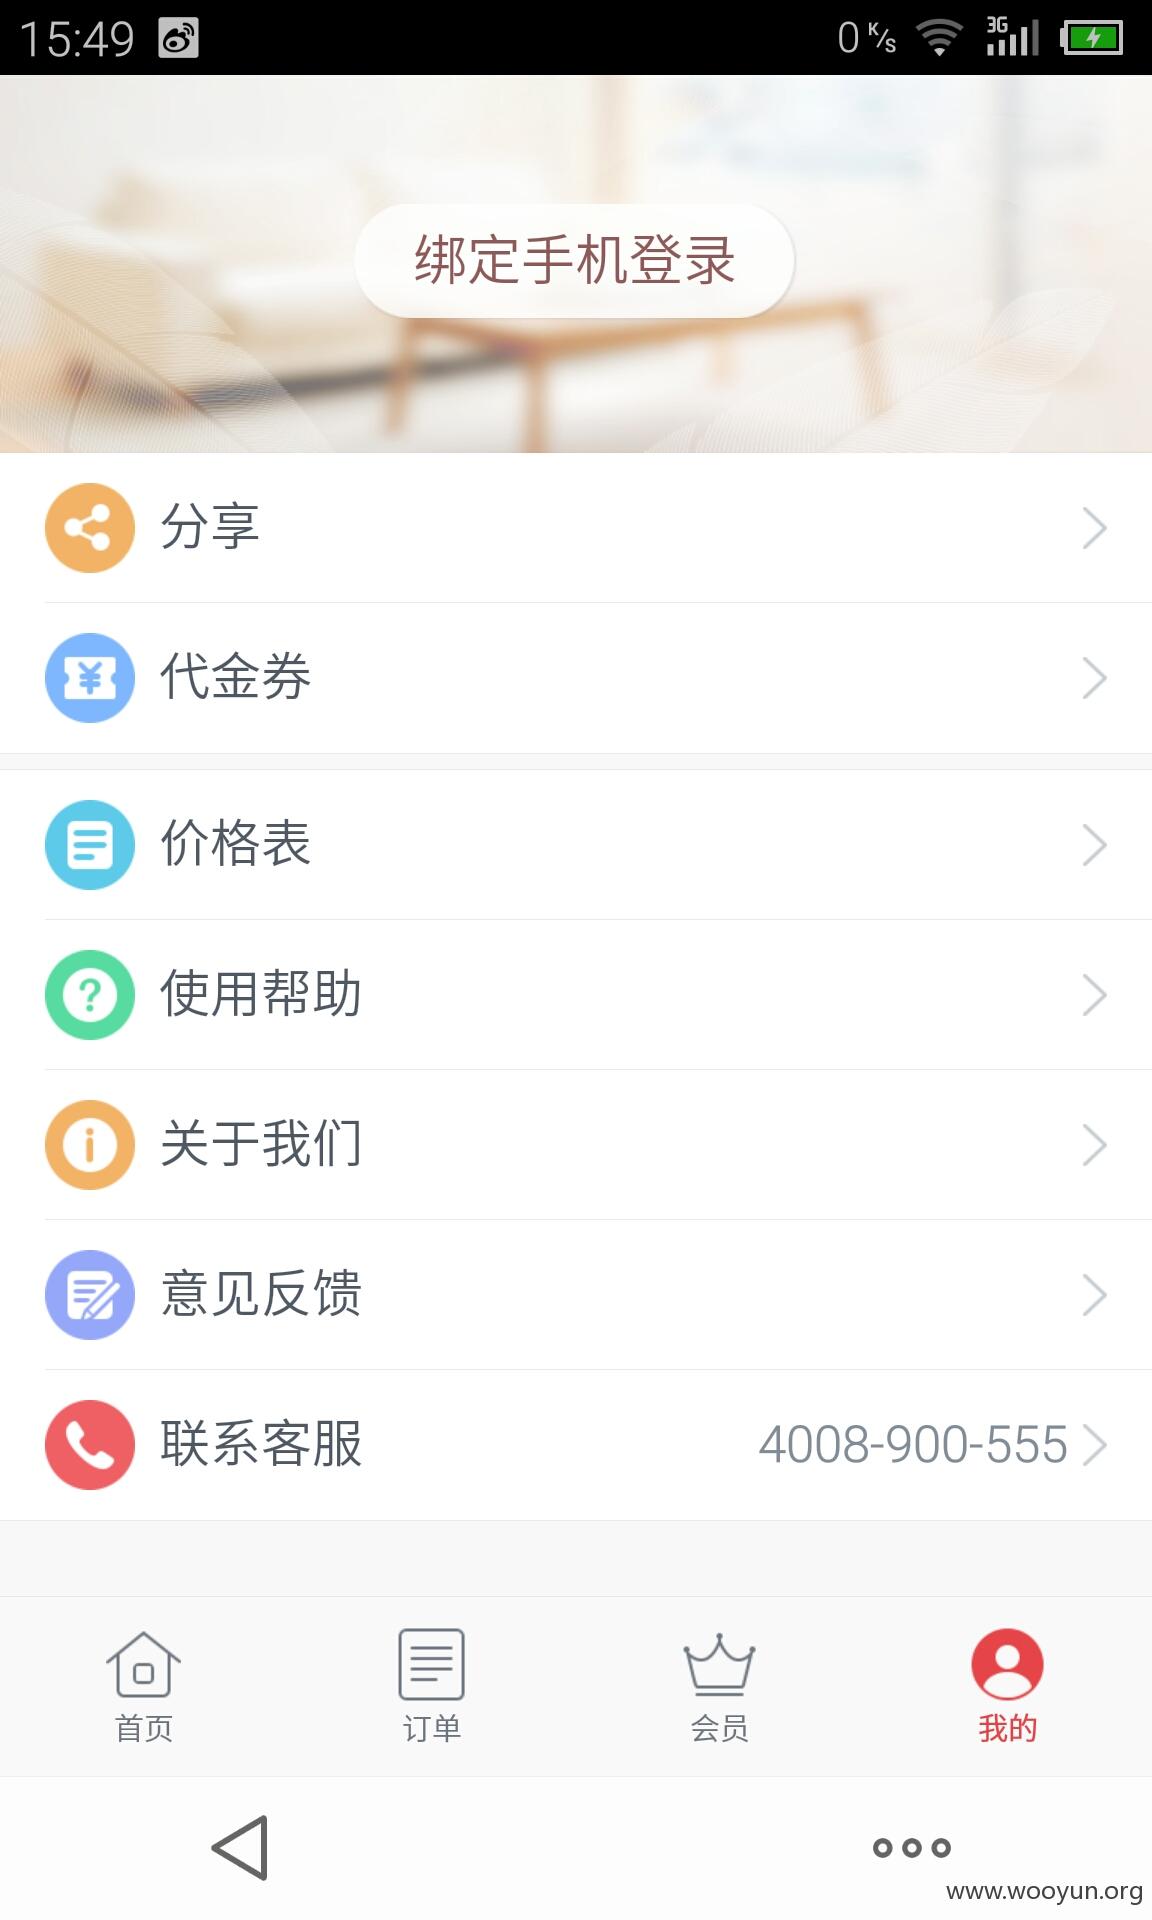 15:49
0 K/s
3G
绑定手机登录
分享
代金券
价格表
使用帮助
关于我们
意见反馈
联系客服 4008-900-555
首页 订单 会员 我的
www.wooyun.org